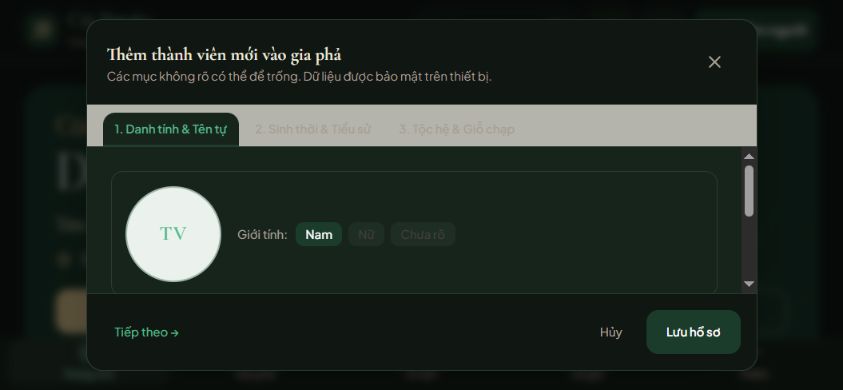 Thêm thành viên mới vào gia phả
Các mục không rõ có thể để trống. Dữ liệu được bảo mật trên thiết bị.
1. Danh tính & Tên tự
2. Sinh thời & Tiểu sử
3. Tộc hệ & Giỗ chạp
TV
Giới tính:
Nam
Nữ
Chưa rõ
Tiếp theo →
Hủy
Lưu hồ sơ